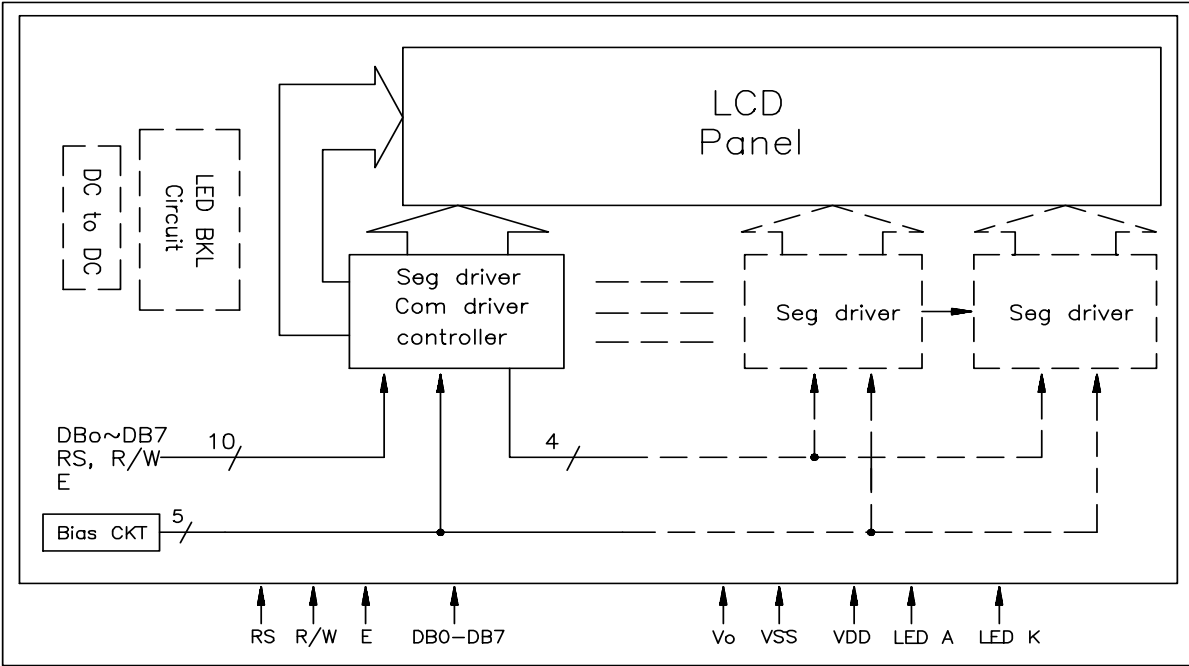 LCD
Panel
DC to DC
LED BKL
Circuit
Seg driver
Com driver
controller
Seg driver
Seg driver
DBo~DB7
RS, R/W
E
10
4
Bias CKT
5
RS
R/W
E
DB0-DB7
Vo
VSS
VDD
LED A
LED K